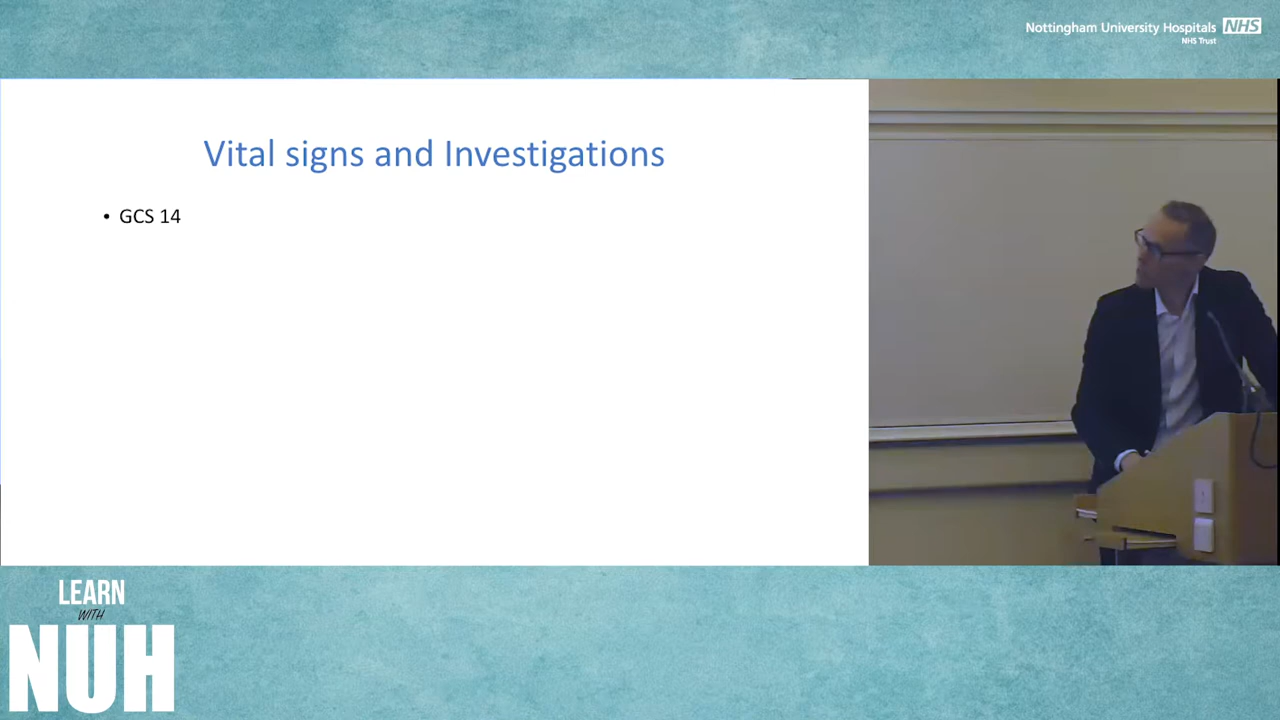 Nottingham University Hospitals NHS
NHS Trust
Vital signs and Investigations
• GCS 14
LEARN
WITH
NUH